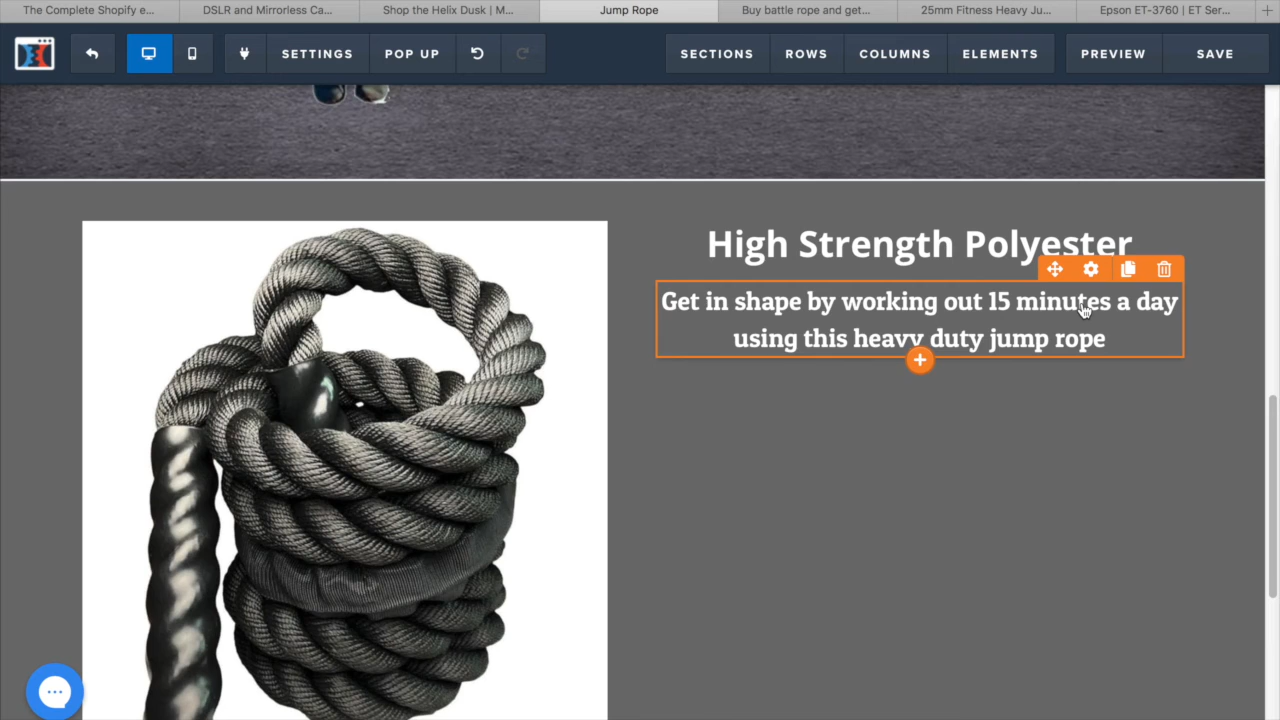 The Complete Shopify e...
DSLR and Mirrorless Ca...
Shop the Helix Dusk | M...
Jump Rope
Buy battle rope and get...
25mm Fitness Heavy Ju...
Epson ET-3760 | ET Ser...
SETTINGS
POP UP
SECTIONS
ROWS
COLUMNS
ELEMENTS
PREVIEW
SAVE
High Strength Polyester
Get in shape by working out 15 minutes a day
using this heavy duty jump rope